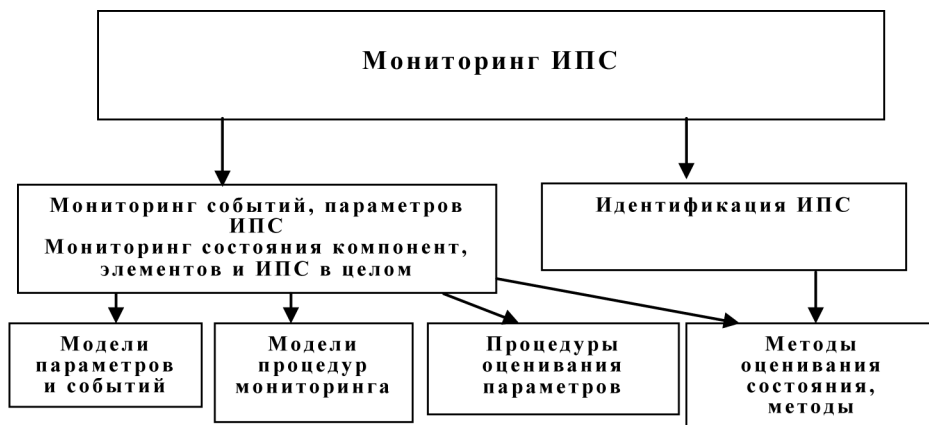 Мониторинг ИПС
Мониторинг событий, параметров
ИПС
Мониторинг состояния компонент,
элементов и ИПС в целом
Идентификация ИПС
Модели
параметров
и событий
Модели
процедур
мониторинга
Процедуры
оценивания
параметров
Методы
оценивания
состояния,
методы